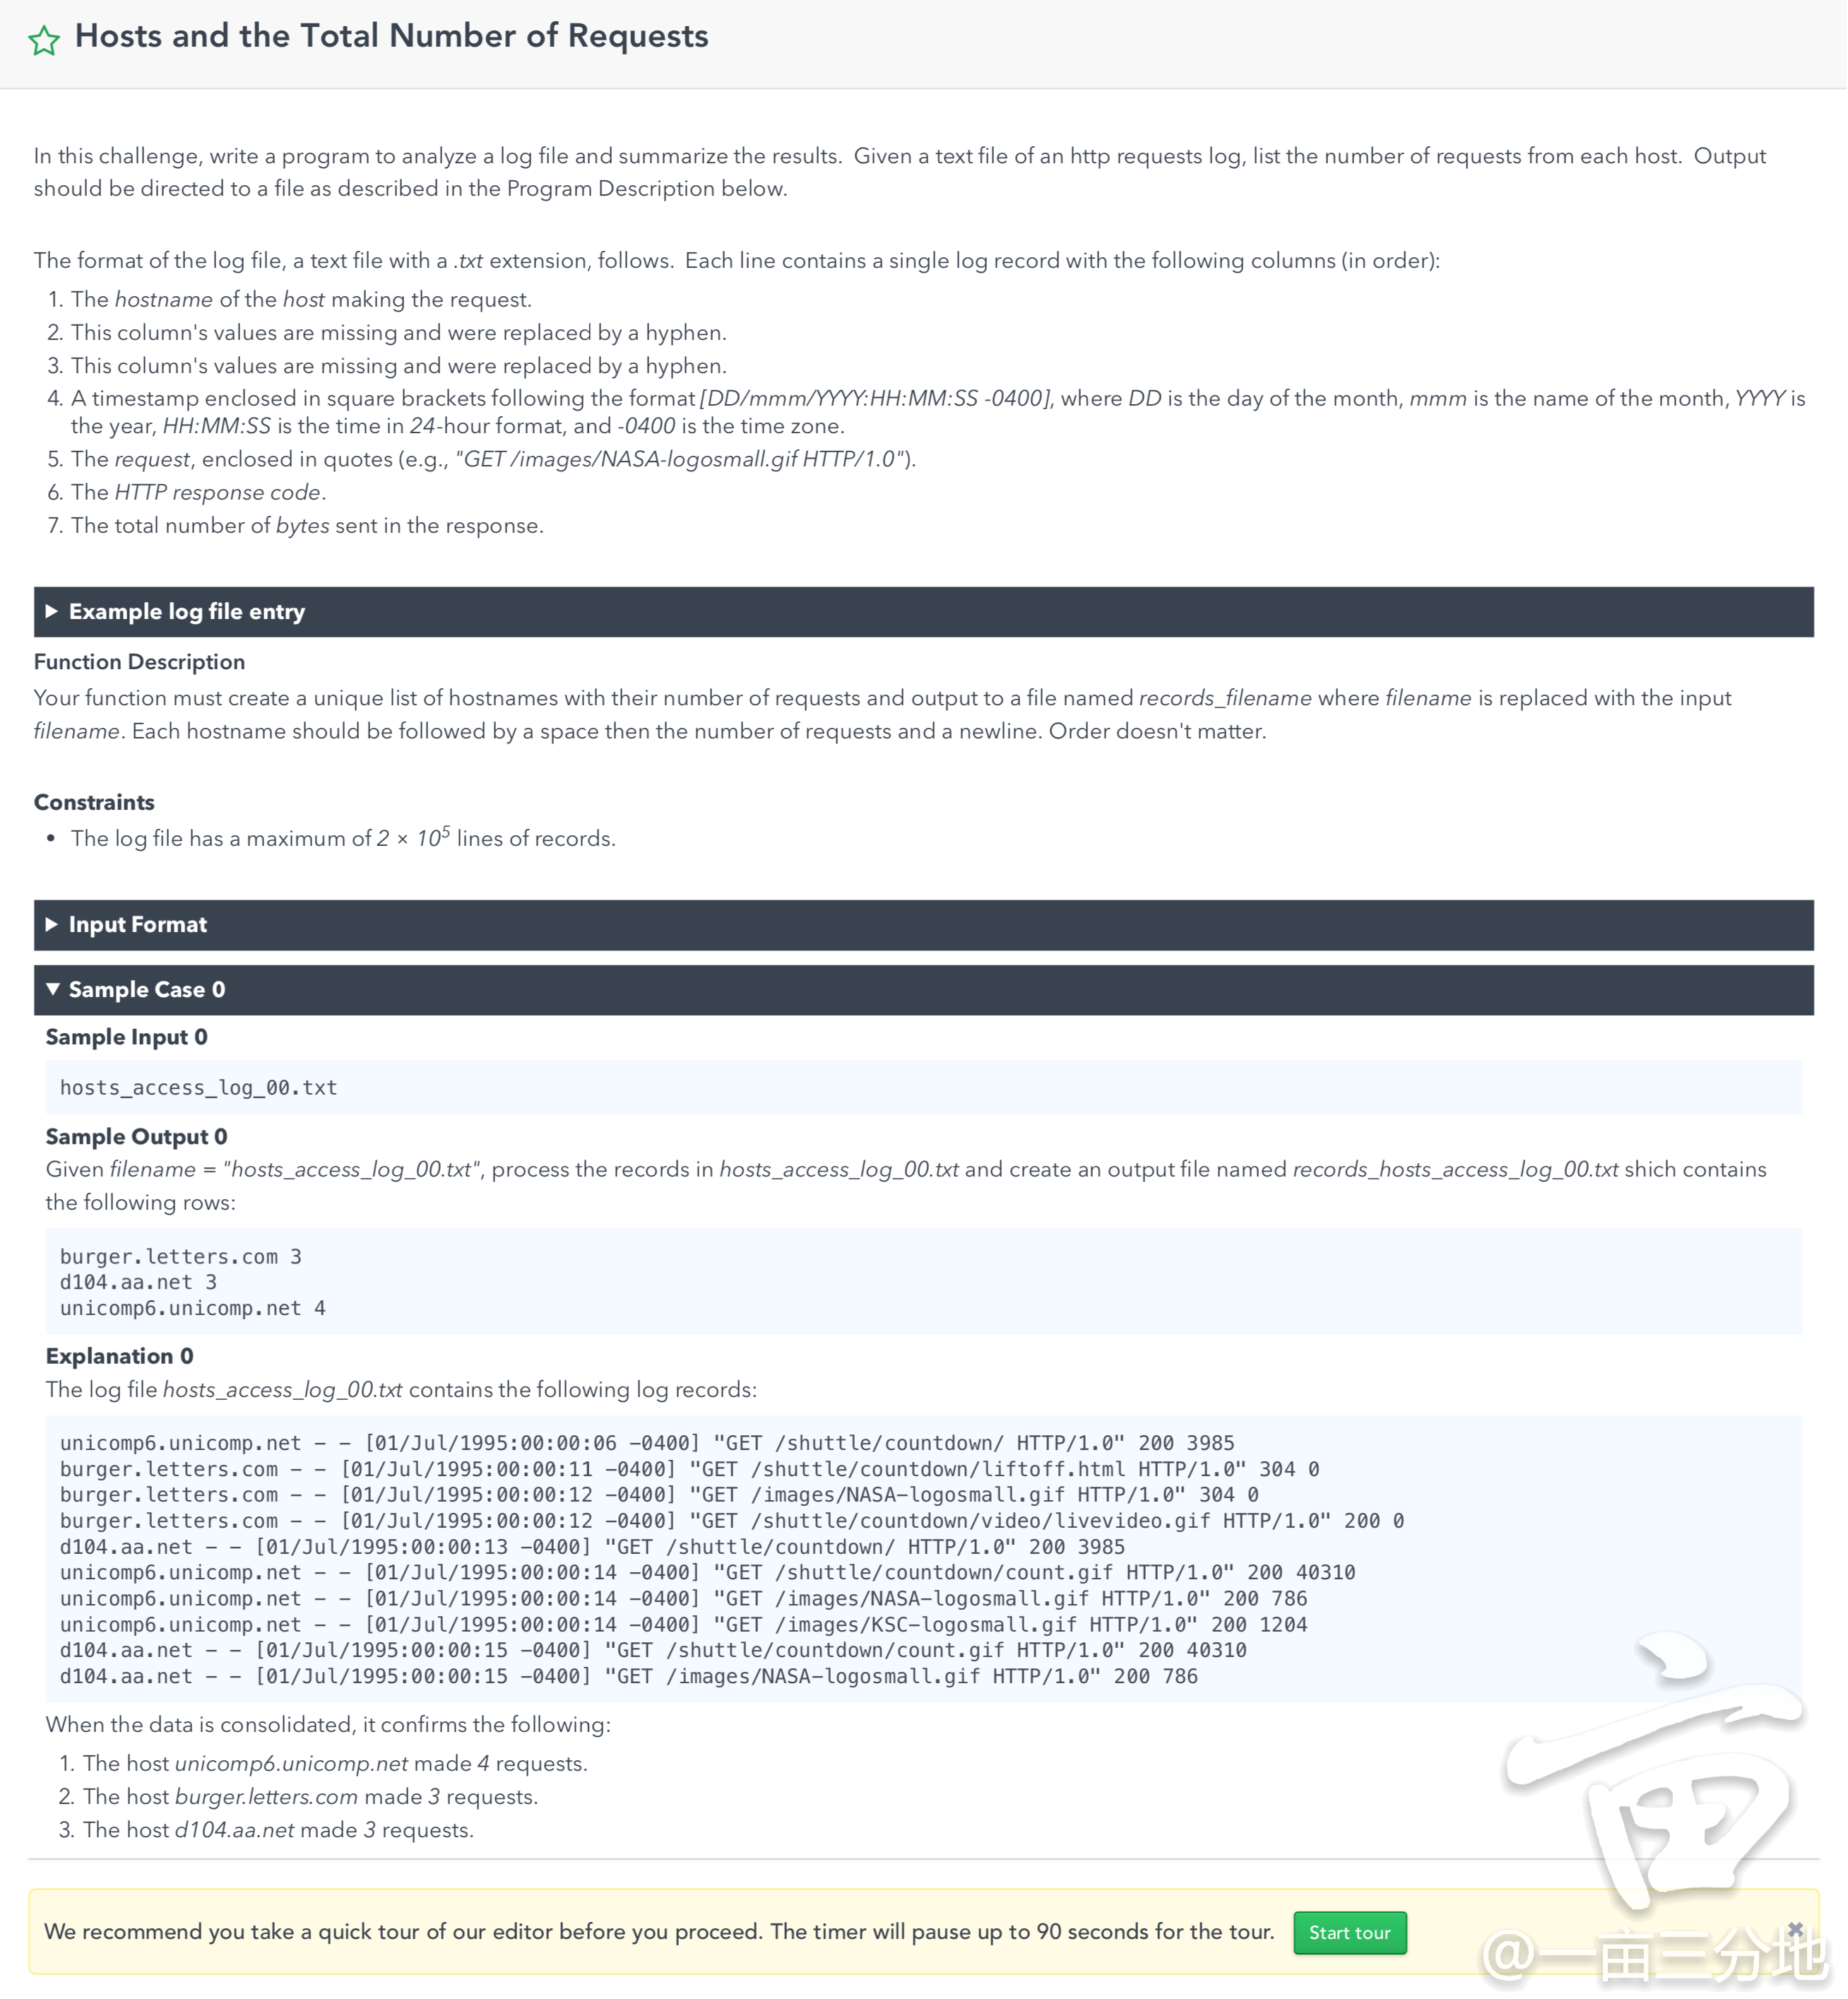 Hosts and the Total Number of Requests
In this challenge, write a program to analyze a log file and summarize the results.  Given a text file of an http requests log, list the number of requests from each host.  Output
should be directed to a file as described in the Program Description below.
The format of the log file, a text file with a .txt extension, follows.  Each line contains a single log record with the following columns (in order):
1. The hostname of the host making the request.
2. This column's values are missing and were replaced by a hyphen.
3. This column's values are missing and were replaced by a hyphen.
4. A timestamp enclosed in square brackets following the format [DD/mmm/YYYY:HH:MM:SS -0400], where DD is the day of the month, mmm is the name of the month, YYYY is
the year, HH:MM:SS is the time in 24-hour format, and -0400 is the time zone.
5. The request, enclosed in quotes (e.g., "GET /images/NASA-logosmall.gif HTTP/1.0").
6. The HTTP response code.
7. The total number of bytes sent in the response.
▶ Example log file entry
Function Description
Your function must create a unique list of hostnames with their number of requests and output to a file named records_filename where filename is replaced with the input
filename. Each hostname should be followed by a space then the number of requests and a newline. Order doesn't matter.
Constraints
• The log file has a maximum of 2 × 10⁵ lines of records.
▶ Input Format
▼ Sample Case 0
Sample Input 0
hosts_access_log_00.txt
Sample Output 0
Given filename = "hosts_access_log_00.txt", process the records in hosts_access_log_00.txt and create an output file named records_hosts_access_log_00.txt shich contains
the following rows:
burger.letters.com 3
d104.aa.net 3
unicomp6.unicomp.net 4
Explanation 0
The log file hosts_access_log_00.txt contains the following log records:
unicomp6.unicomp.net - - [01/Jul/1995:00:00:06 -0400] "GET /shuttle/countdown/ HTTP/1.0" 200 3985
burger.letters.com - - [01/Jul/1995:00:00:11 -0400] "GET /shuttle/countdown/liftoff.html HTTP/1.0" 304 0
burger.letters.com - - [01/Jul/1995:00:00:12 -0400] "GET /images/NASA-logosmall.gif HTTP/1.0" 304 0
burger.letters.com - - [01/Jul/1995:00:00:12 -0400] "GET /shuttle/countdown/video/livevideo.gif HTTP/1.0" 200 0
d104.aa.net - - [01/Jul/1995:00:00:13 -0400] "GET /shuttle/countdown/ HTTP/1.0" 200 3985
unicomp6.unicomp.net - - [01/Jul/1995:00:00:14 -0400] "GET /shuttle/countdown/count.gif HTTP/1.0" 200 40310
unicomp6.unicomp.net - - [01/Jul/1995:00:00:14 -0400] "GET /images/NASA-logosmall.gif HTTP/1.0" 200 786
unicomp6.unicomp.net - - [01/Jul/1995:00:00:14 -0400] "GET /images/KSC-logosmall.gif HTTP/1.0" 200 1204
d104.aa.net - - [01/Jul/1995:00:00:15 -0400] "GET /shuttle/countdown/count.gif HTTP/1.0" 200 40310
d104.aa.net - - [01/Jul/1995:00:00:15 -0400] "GET /images/NASA-logosmall.gif HTTP/1.0" 200 786
When the data is consolidated, it confirms the following:
1. The host unicomp6.unicomp.net made 4 requests.
2. The host burger.letters.com made 3 requests.
3. The host d104.aa.net made 3 requests.
We recommend you take a quick tour of our editor before you proceed. The timer will pause up to 90 seconds for the tour. Start tour
亩
@一亩三分地